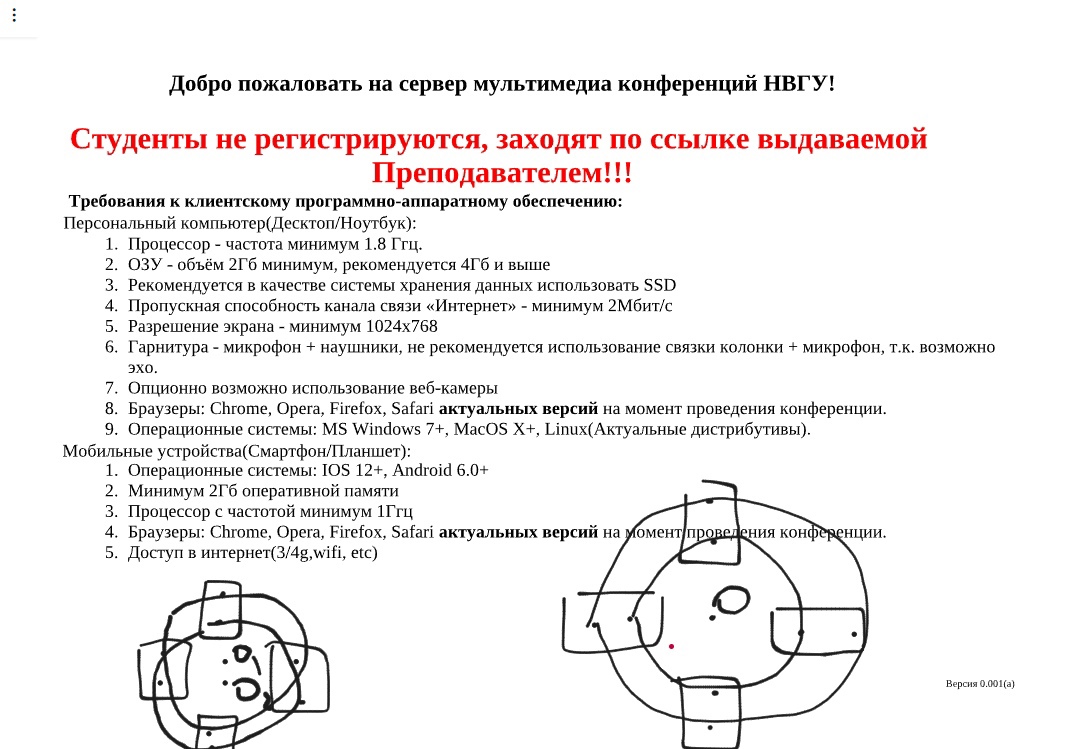 Добро пожаловать на сервер мультимедиа конференций НВГУ!
Студенты не регистрируются, заходят по ссылке выдаваемой
Преподавателем!!!
Требования к клиентскому программно-аппаратному обеспечению:
Персональный компьютер(Десктоп/Ноутбук):
1. Процессор - частота минимум 1.8 Ггц.
2. ОЗУ - объём 2Гб минимум, рекомендуется 4Гб и выше
3. Рекомендуется в качестве системы хранения данных использовать SSD
4. Пропускная способность канала связи «Интернет» - минимум 2Мбит/с
5. Разрешение экрана - минимум 1024x768
6. Гарнитура - микрофон + наушники, не рекомендуется использование связки колонки + микрофон, т.к. возможно
эхо.
7. Опционно возможно использование веб-камеры
8. Браузеры: Chrome, Opera, Firefox, Safari актуальных версий на момент проведения конференции.
9. Операционные системы: MS Windows 7+, MacOS X+, Linux(Актуальные дистрибутивы).
Мобильные устройства(Смартфон/Планшет):
1. Операционные системы: IOS 12+, Android 6.0+
2. Минимум 2Гб оперативной памяти
3. Процессор с частотой минимум 1Ггц
4. Браузеры: Chrome, Opera, Firefox, Safari актуальных версий на момент проведения конференции.
5. Доступ в интернет(3/4g,wifi, etc)
Версия 0.001(a)